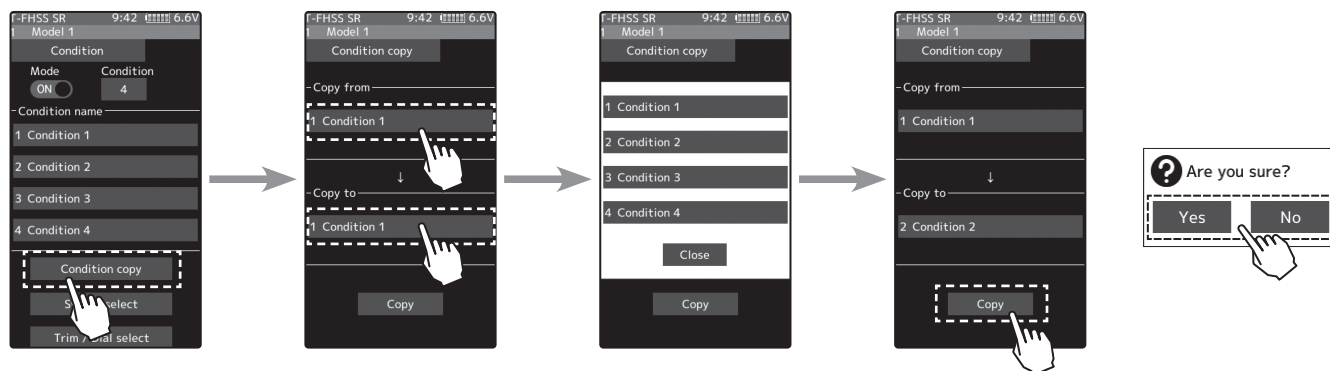 T-FHSS SR 9:42 6.6V
1 Model 1
Condition
Mode Condition
ON 4
Condition name
1 Condition 1
2 Condition 2
3 Condition 3
4 Condition 4
Condition copy
select
Trim / Dial select
T-FHSS SR 9:42 6.6V
1 Model 1
Condition copy
Copy from
1 Condition 1
↓
Copy to
1 Condition 1
Copy
T-FHSS SR 9:42 6.6V
1 Model 1
Condition copy
1 Condition 1
2 Condition 2
3 Condition 3
4 Condition 4
Close
Copy
T-FHSS SR 9:42 6.6V
1 Model 1
Condition copy
Copy from
1 Condition 1
↓
Copy to
2 Condition 2
Copy
? Are you sure?
Yes No